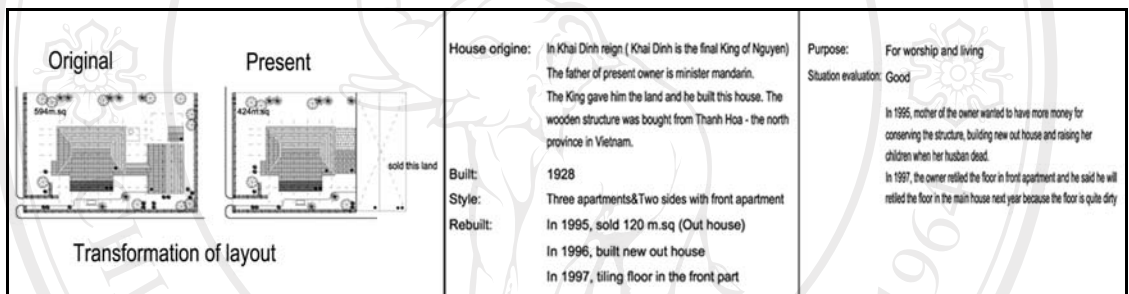 Original
Present
594m.sq
424m.sq
sold this land
Transformation of layout
House origine: In Khai Dinh reign ( Khai Dinh is the final King of Nguyen)
The father of present owner is minister mandarin.
The King gave him the land and he built this house. The
wooden structure was bought from Thanh Hoa - the north
province in Vietnam.
Built: 1928
Style: Three apartments&Two sides with front apartment
Rebuilt: In 1995, sold 120 m.sq (Out house)
In 1996, built new out house
In 1997, tiling floor in the front part
Purpose: For worship and living
Situation evaluation: Good
In 1995, mother of the owner wanted to have more money for
conserving the structure, building new out house and raising her
children when her husban dead.
In 1997, the owner retiled the floor in front apartment and he said he will
retiled the floor in the main house next year because the floor is quite dirty
1964